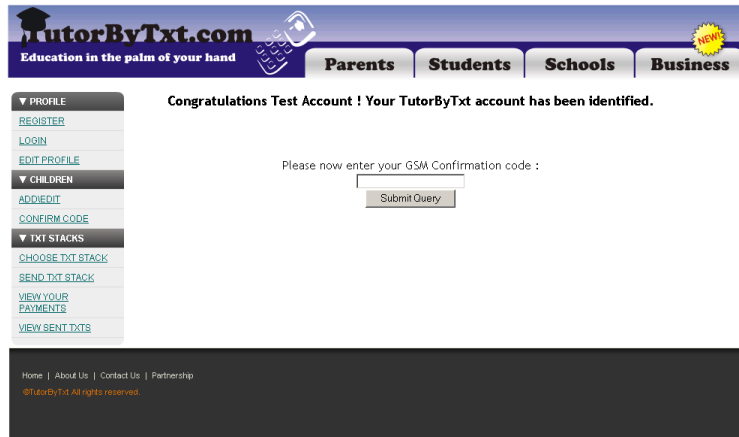 TutorByTxt.com
Education in the palm of your hand
Parents
Students
Schools
Business
NEW!
▼ PROFILE
REGISTER
LOGIN
EDIT PROFILE
▼ CHILDREN
ADD\EDIT
CONFIRM CODE
▼ TXT STACKS
CHOOSE TXT STACK
SEND TXT STACK
VIEW YOUR
PAYMENTS
VIEW SENT TXTS
Congratulations Test Account ! Your TutorByTxt account has been identified.
Please now enter your GSM Confirmation code :
Submit Query
Home | About Us | Contact Us | Partnership
©TutorByTxt All rights reserved.